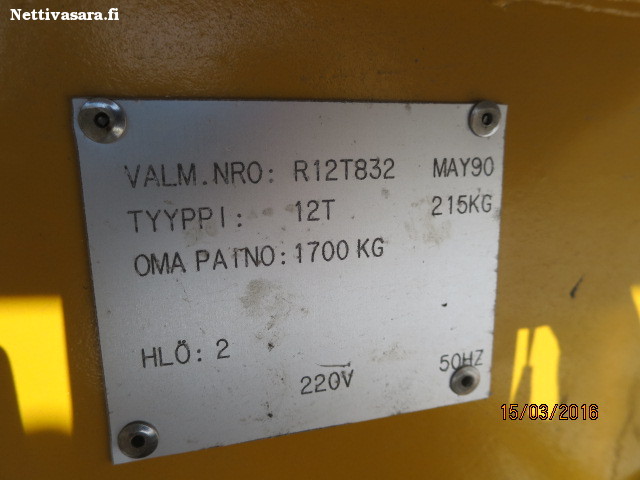 Nettivasara.fi
VALM.NRO: R12T832 MAY90
TYYPPI: 12T 215KG
OMA PAINO: 1700 KG
HLÖ: 2
220V 50HZ
15/03/2016